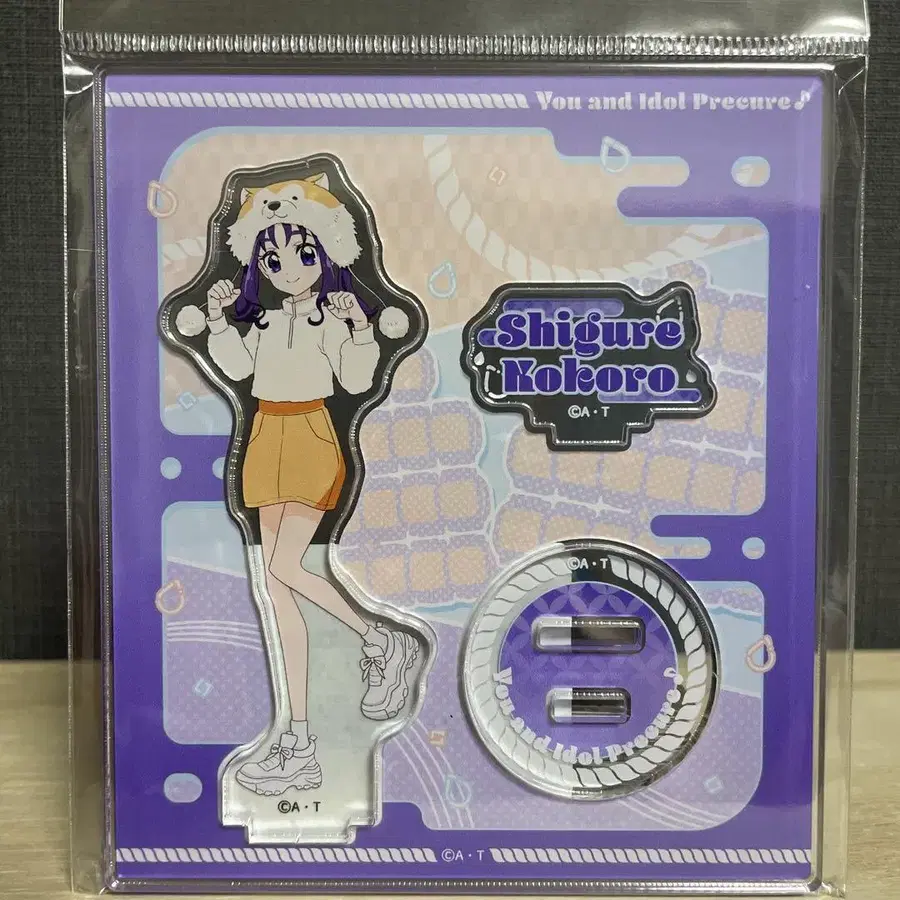 You and Idol Precure♪
Shigure
Kokoro
©A・T
©A・T
You and Idol Precure♪
©A・T
©A・T